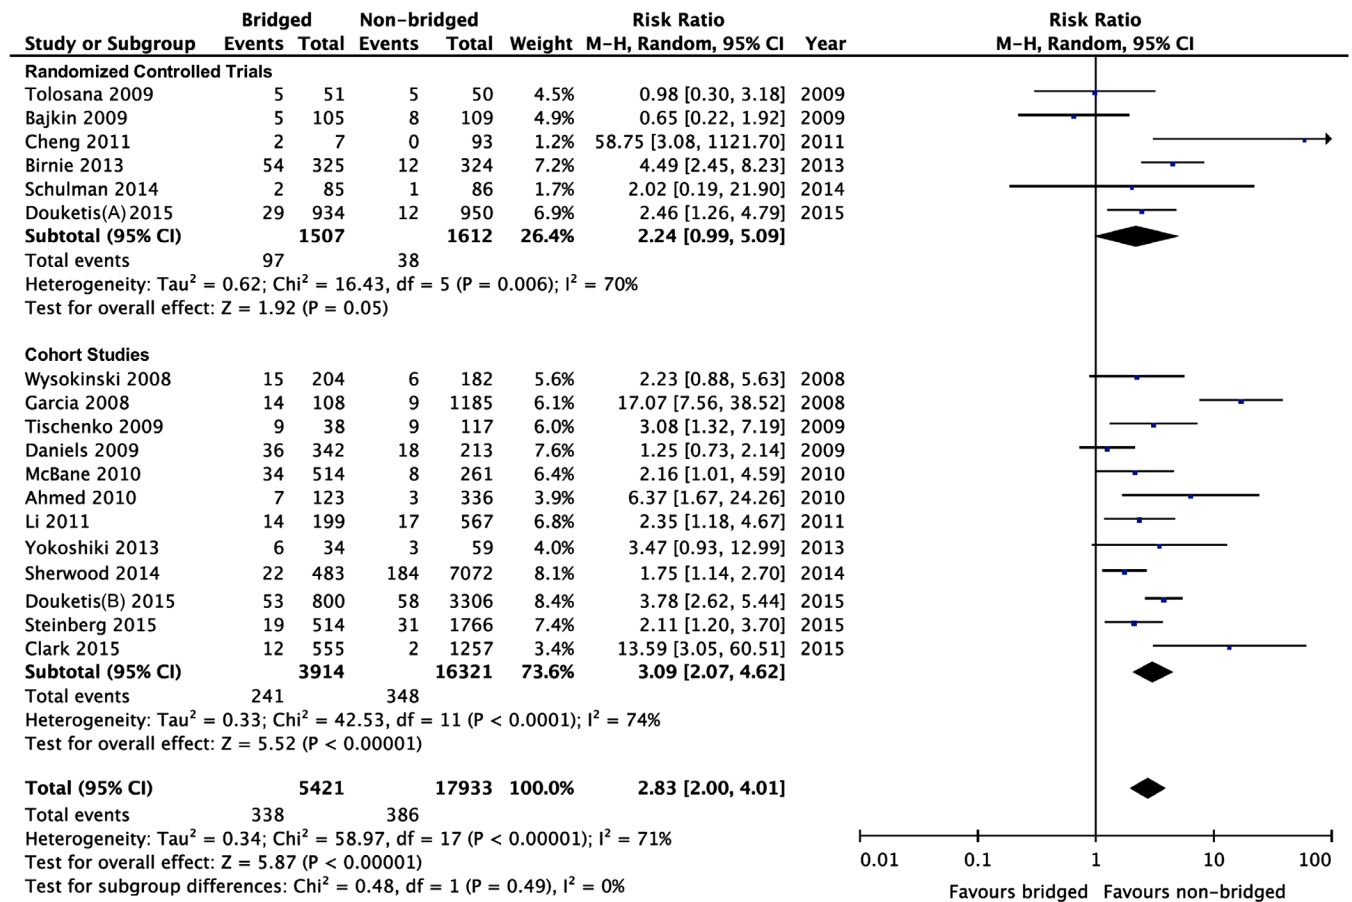 Bridged Non-bridged Risk Ratio Risk Ratio
Study or Subgroup Events Total Events Total Weight M-H, Random, 95% CI Year M-H, Random, 95% CI
Randomized Controlled Trials
Tolosana 2009 5 51 5 50 4.5% 0.98 [0.30, 3.18] 2009
Bajkin 2009 5 105 8 109 4.9% 0.65 [0.22, 1.92] 2009
Cheng 2011 2 7 0 93 1.2% 58.75 [3.08, 1121.70] 2011
Birnie 2013 54 325 12 324 7.2% 4.49 [2.45, 8.23] 2013
Schulman 2014 2 85 1 86 1.7% 2.02 [0.19, 21.90] 2014
Douketis(A)2015 29 934 12 950 6.9% 2.46 [1.26, 4.79] 2015
Subtotal (95% CI) 1507 1612 26.4% 2.24 [0.99, 5.09]
Total events 97 38
Heterogeneity: Tau² = 0.62; Chi² = 16.43, df = 5 (P = 0.006); I² = 70%
Test for overall effect: Z = 1.92 (P = 0.05)
Cohort Studies
Wysokinski 2008 15 204 6 182 5.6% 2.23 [0.88, 5.63] 2008
Garcia 2008 14 108 9 1185 6.1% 17.07 [7.56, 38.52] 2008
Tischenko 2009 9 38 9 117 6.0% 3.08 [1.32, 7.19] 2009
Daniels 2009 36 342 18 213 7.6% 1.25 [0.73, 2.14] 2009
McBane 2010 34 514 8 261 6.4% 2.16 [1.01, 4.59] 2010
Ahmed 2010 7 123 3 336 3.9% 6.37 [1.67, 24.26] 2010
Li 2011 14 199 17 567 6.8% 2.35 [1.18, 4.67] 2011
Yokoshiki 2013 6 34 3 59 4.0% 3.47 [0.93, 12.99] 2013
Sherwood 2014 22 483 184 7072 8.1% 1.75 [1.14, 2.70] 2014
Douketis(B) 2015 53 800 58 3306 8.4% 3.78 [2.62, 5.44] 2015
Steinberg 2015 19 514 31 1766 7.4% 2.11 [1.20, 3.70] 2015
Clark 2015 12 555 2 1257 3.4% 13.59 [3.05, 60.51] 2015
Subtotal (95% CI) 3914 16321 73.6% 3.09 [2.07, 4.62]
Total events 241 348
Heterogeneity: Tau² = 0.33; Chi² = 42.53, df = 11 (P < 0.0001); I² = 74%
Test for overall effect: Z = 5.52 (P < 0.00001)
Total (95% CI) 5421 17933 100.0% 2.83 [2.00, 4.01]
Total events 338 386
Heterogeneity: Tau² = 0.34; Chi² = 58.97, df = 17 (P < 0.00001); I² = 71%
Test for overall effect: Z = 5.87 (P < 0.00001)
Test for subgroup differences: Chi² = 0.48, df = 1 (P = 0.49), I² = 0%
0.01 0.1 1 10 100
Favours bridged Favours non-bridged